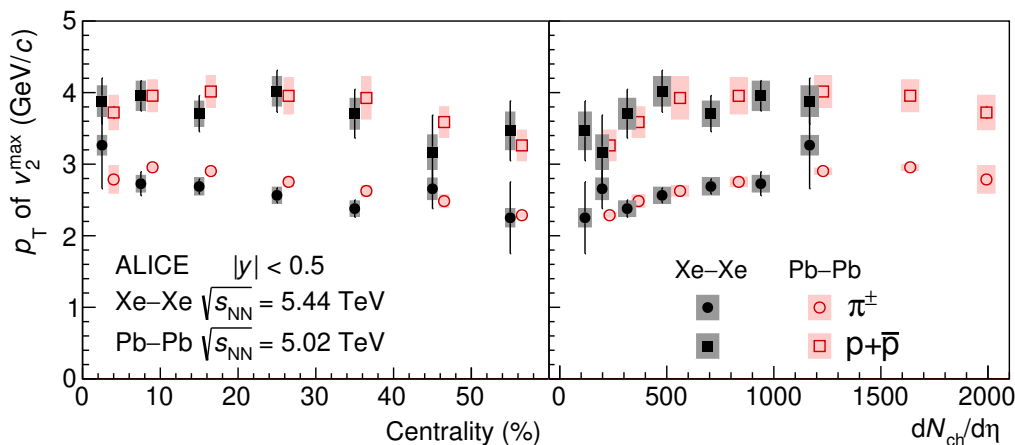 p_T of v_2^max (GeV/c)
5
4
3
2
1
0
ALICE |y| < 0.5
Xe–Xe √s_NN = 5.44 TeV
Pb–Pb √s_NN = 5.02 TeV
0 10 20 30 40 50
Centrality (%)
Xe–Xe Pb–Pb
π±
p+p̅
0 500 1000 1500 2000
dN_ch/dη